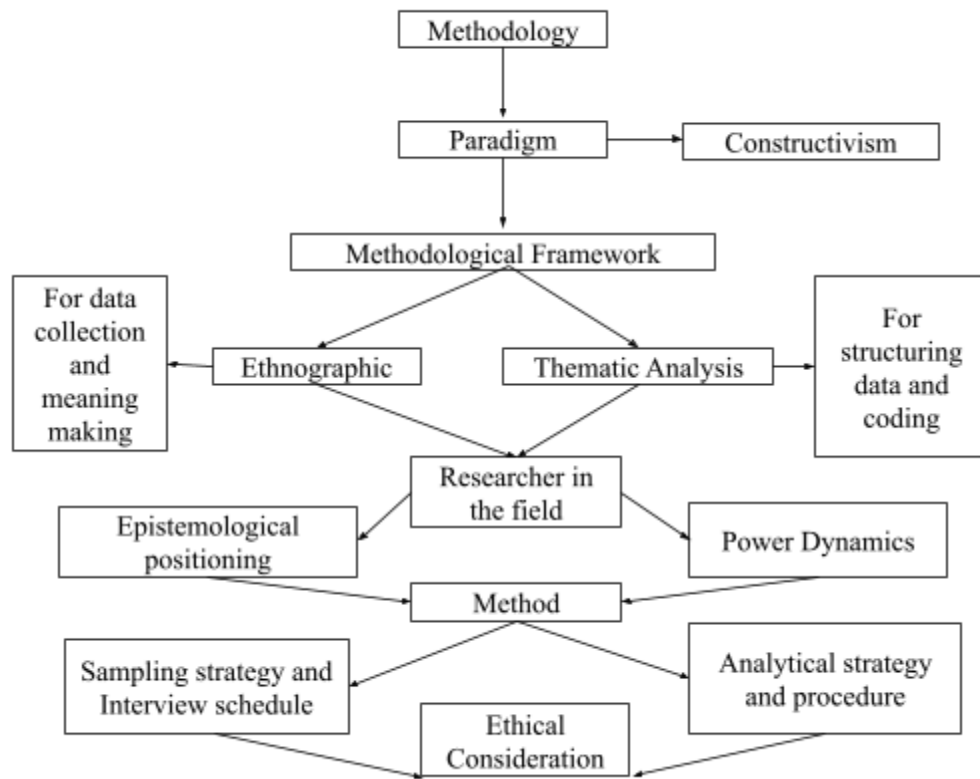 Methodology
Paradigm
Constructivism
Methodological Framework
For data
collection
and
meaning
making
Ethnographic
Thematic Analysis
For
structuring
data and
coding
Researcher in
the field
Epistemological
positioning
Power Dynamics
Method
Sampling strategy and
Interview schedule
Analytical strategy
and procedure
Ethical
Consideration